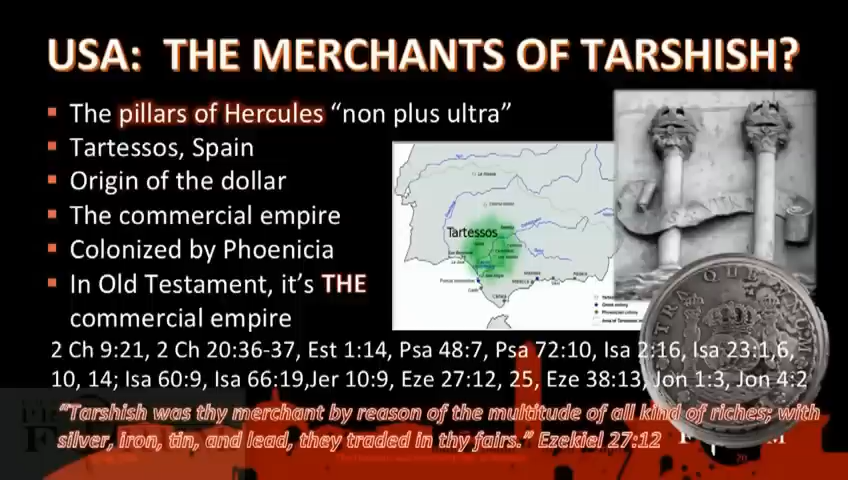 USA: THE MERCHANTS OF TARSHISH?
The pillars of Hercules “non plus ultra”
Tartessos, Spain
Origin of the dollar
The commercial empire
Colonized by Phoenicia
In Old Testament, it’s THE
commercial empire
Tartessos
2 Ch 9:21, 2 Ch 20:36-37, Est 1:14, Psa 48:7, Psa 72:10, Isa 2:16, Isa 23:1,6,
10, 14; Isa 60:9, Isa 66:19,Jer 10:9, Eze 27:12, 25, Eze 38:13, Jon 1:3, Jon 4:2
“Tarshish was thy merchant by reason of the multitude of all kind of riches; with
silver, iron, tin, and lead, they traded in thy fairs.” Ezekiel 27:12
TRA QUE UNUM